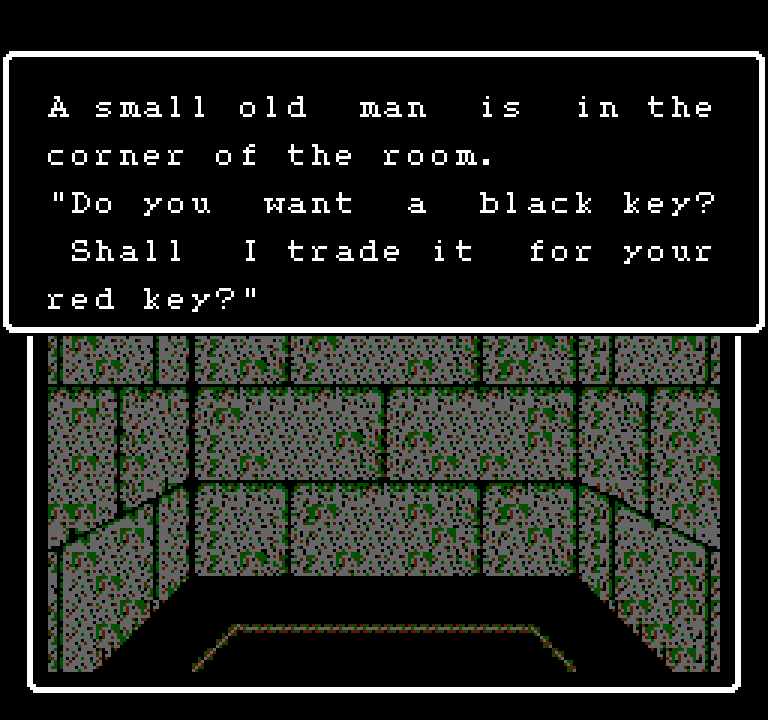 A small old man is in the
corner of the room.
"Do you want a black key?
Shall I trade it for your
red key?"